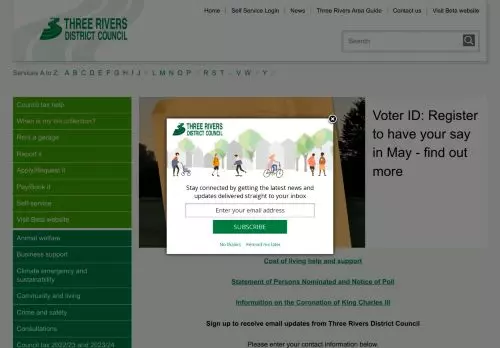 THREE RIVERS
DISTRICT COUNCIL
Home
Self Service Login
News
Three Rivers Area Guide
Contact us
Visit Beta website
Search
Services A to Z: A B C D E F G H I J K L M N O P Q R S T U V W X Y Z
Council tax help
When is my bin collection?
Rent a garage
Report it
Apply/Request it
Pay/Book it
Self-service
Visit Beta website
Animal welfare
Business support
Climate emergency and
sustainability
Community and living
Crime and safety
Consultations
Council tax 2022/23 and 2023/24
Voter ID: Register
to have your say
in May - find out
more
THREE RIVERS
DISTRICT COUNCIL
Stay connected by getting the latest news and
updates delivered straight to your inbox
Enter your email address
SUBSCRIBE
No thanks
Remind me later
Cost of living help and support
Statement of Persons Nominated and Notice of Poll
Information on the Coronation of King Charles III
Sign up to receive email updates from Three Rivers District Council
Please enter your contact information below.